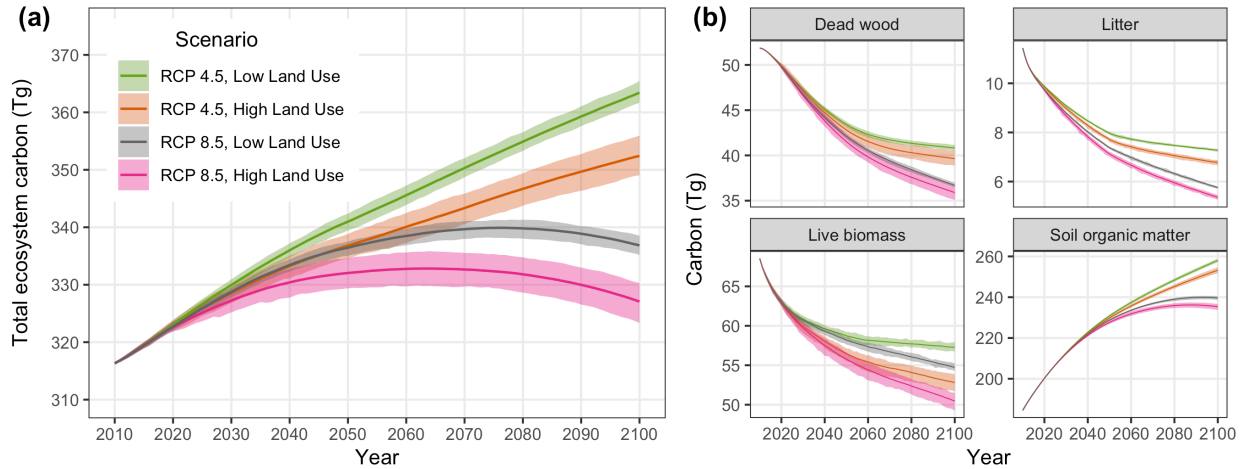 (a)
Total ecosystem carbon (Tg)
370
360
350
340
330
320
310
Scenario
RCP 4.5, Low Land Use
RCP 4.5, High Land Use
RCP 8.5, Low Land Use
RCP 8.5, High Land Use
2010 2020 2030 2040 2050 2060 2070 2080 2090 2100
Year
(b)
Carbon (Tg)
Dead wood
50
45
40
35
Litter
10
8
6
Live biomass
65
60
55
50
2020 2040 2060 2080 2100
Soil organic matter
260
240
220
200
2020 2040 2060 2080 2100
Year